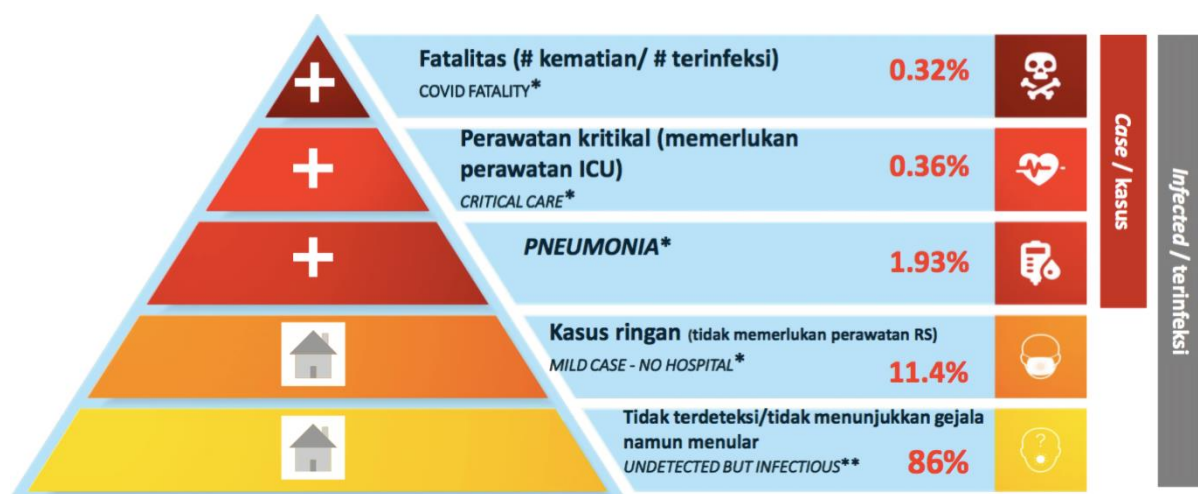 Fatalitas (# kematian/ # terinfeksi)
COVID FATALITY*
0.32%
Perawatan kritikal (memerlukan
perawatan ICU)
CRITICAL CARE*
0.36%
PNEUMONIA*
1.93%
Kasus ringan (tidak memerlukan perawatan RS)
MILD CASE - NO HOSPITAL*
11.4%
Tidak terdeteksi/tidak menunjukkan gejala
namun menular
UNDETECTED BUT INFECTIOUS**
86%
?
Case / kasus
Infected / terinfeksi